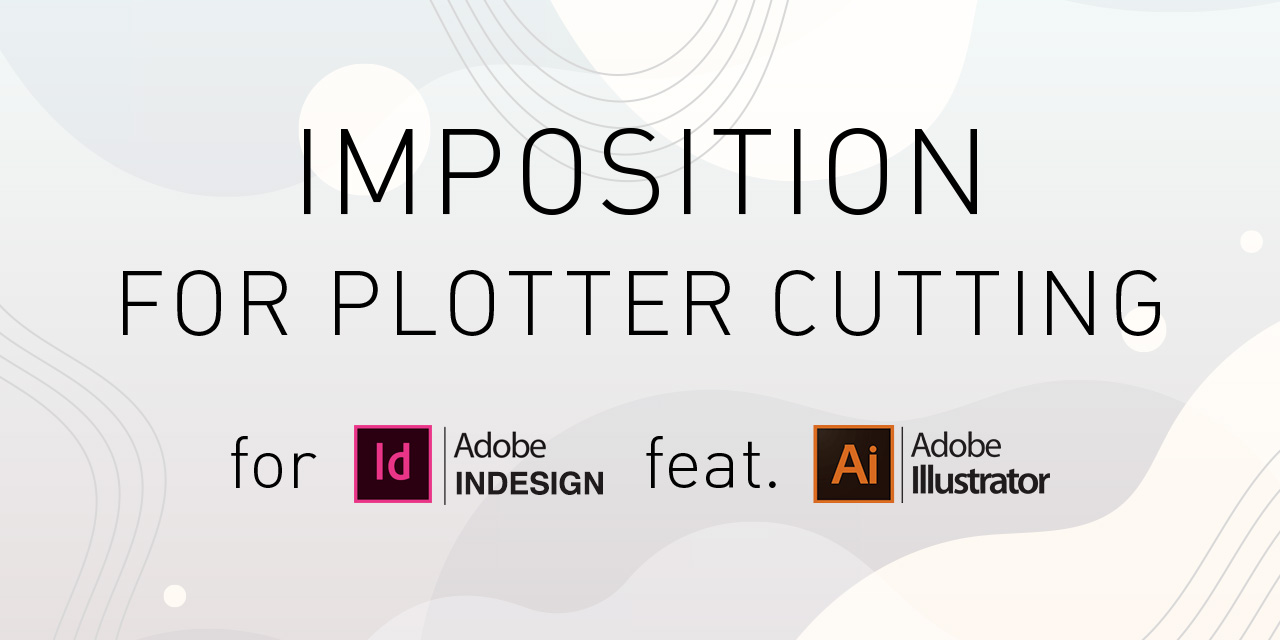 IMPOSITION
FOR PLOTTER CUTTING
for Id Adobe INDESIGN feat. Ai Adobe Illustrator